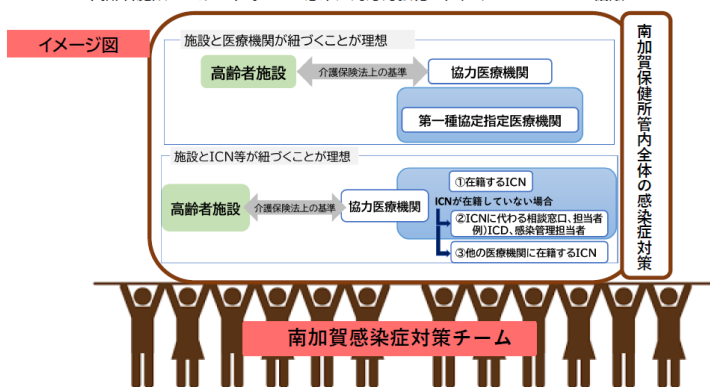 イメージ図
施設と医療機関が紐づくことが理想
高齢者施設
介護保険法上の基準
協力医療機関
第一種協定指定医療機関
施設とICN等が紐づくことが理想
高齢者施設
介護保険法上の基準
協力医療機関
①在籍するICN
ICNが在籍していない場合
②ICNに代わる相談窓口、担当者
例)ICD、感染管理担当者
③他の医療機関に在籍するICN
南加賀保健所管内全体の感染症対策
南加賀感染症対策チーム